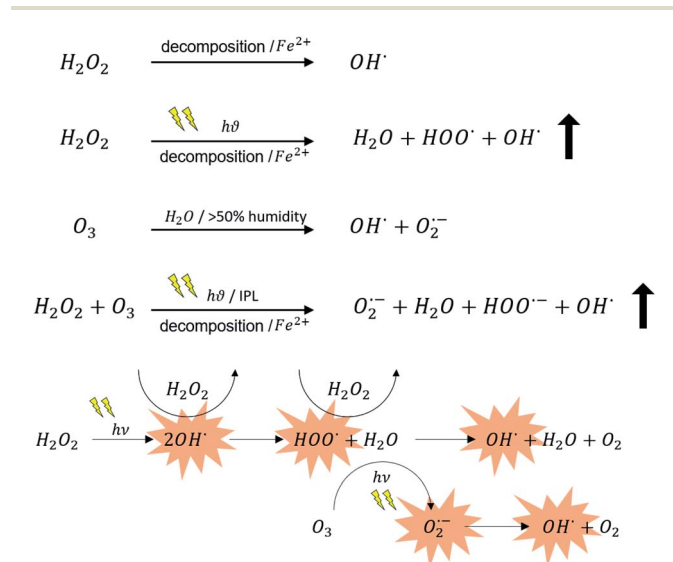 H₂O₂ decomposition / Fe²⁺ OH˙
H₂O₂ hϑ decomposition / Fe²⁺ H₂O + HOO˙ + OH˙
O₃ H₂O / >50% humidity OH˙ + O₂˙⁻
H₂O₂ + O₃ hϑ / IPL decomposition / Fe²⁺ O₂˙⁻ + H₂O + HOO˙⁻ + OH˙
H₂O₂ H₂O₂
H₂O₂ hν 2OH˙ HOO˙ + H₂O OH˙ + H₂O + O₂
hν
O₃ O₂˙⁻ OH˙ + O₂